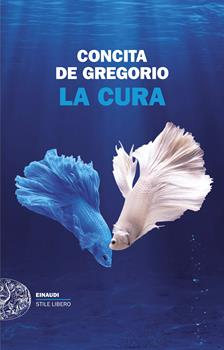 CONCITA
DE GREGORIO
LA CURA
EINAUDI
STILE LIBERO